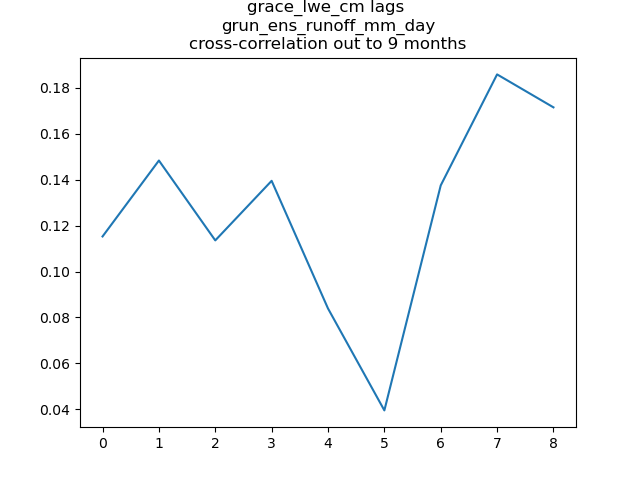 grace_lwe_cm lags
grun_ens_runoff_mm_day
cross-correlation out to 9 months
0.18
0.16
0.14
0.12
0.10
0.08
0.06
0.04
0 1 2 3 4 5 6 7 8